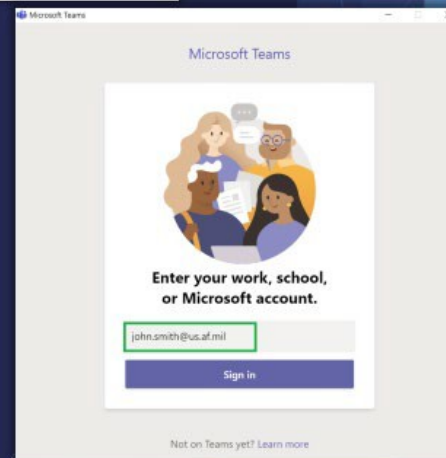 Microsoft Teams
Microsoft Teams
Enter your work, school,
or Microsoft account.
john.smith@us.af.mil
Sign in
Not on Teams yet? Learn more